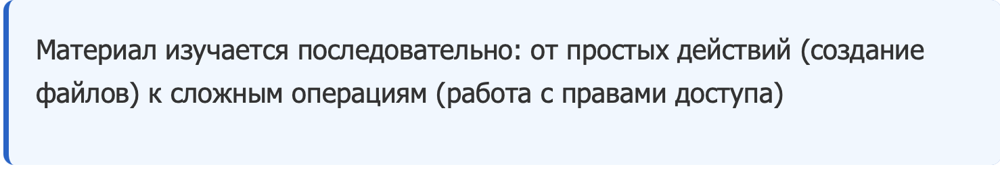 Материал изучается последовательно: от простых действий (создание
файлов) к сложным операциям (работа с правами доступа)